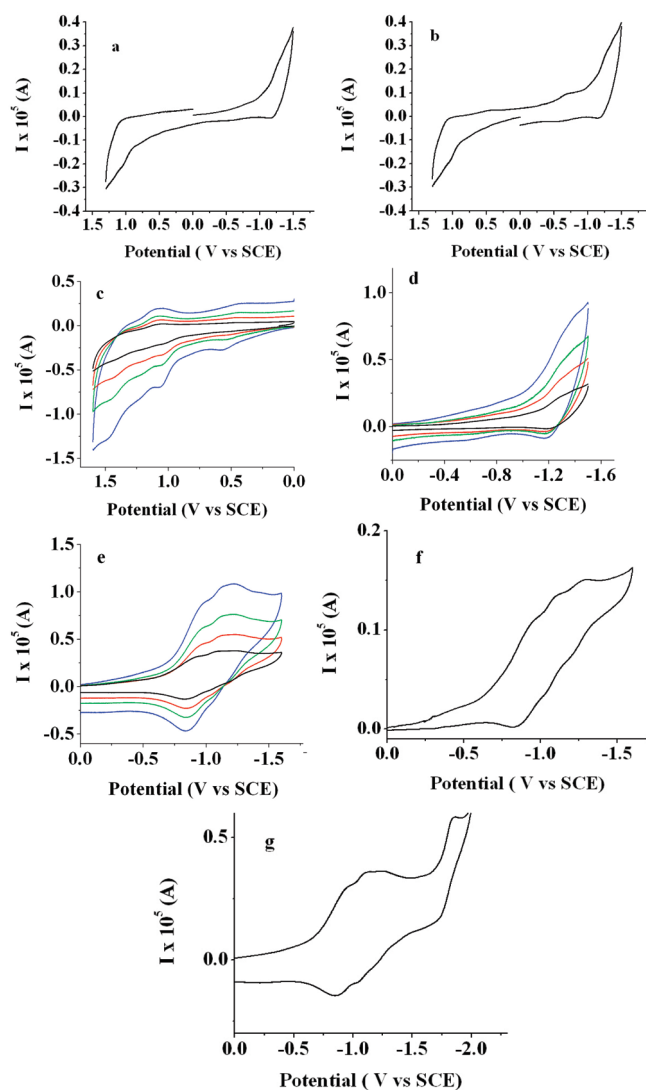 a
0.4
0.3
0.2
0.1
0.0
-0.1
-0.2
-0.3
-0.4
I x 10⁵ (A)
1.5 1.0 0.5 0.0 -0.5 -1.0 -1.5
Potential ( V vs SCE)
b
0.4
0.3
0.2
0.1
0.0
-0.1
-0.2
-0.3
-0.4
I x 10⁵ (A)
1.5 1.0 0.5 0.0 -0.5 -1.0 -1.5
Potential ( V vs SCE)
c
0.5
0.0
-0.5
-1.0
-1.5
I x 10⁵ (A)
1.5 1.0 0.5 0.0
Potential (V vs SCE)
d
1.0
0.5
0.0
I x 10⁵ (A)
0.0 -0.4 -0.8 -1.2 -1.6
Potential (V vs SCE)
e
1.5
1.0
0.5
0.0
-0.5
I x 10⁵ (A)
0.0 -0.5 -1.0 -1.5
Potential (V vs SCE)
f
0.2
0.1
0.0
I x 10⁵ (A)
0.0 -0.5 -1.0 -1.5
Potential ( V vs SCE)
g
0.5
0.0
I x 10⁵ (A)
0.0 -0.5 -1.0 -1.5 -2.0
Potential ( V vs SCE)